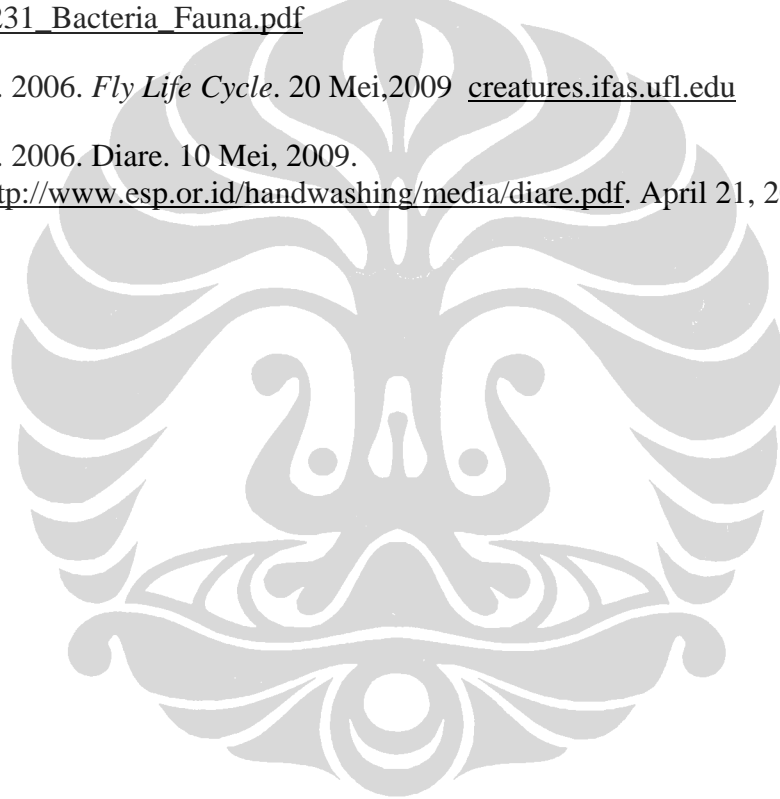 231_Bacteria_Fauna.pdf
. 2006. Fly Life Cycle. 20 Mei,2009 creatures.ifas.ufl.edu
. 2006. Diare. 10 Mei, 2009.
tp://www.esp.or.id/handwashing/media/diare.pdf. April 21, 2